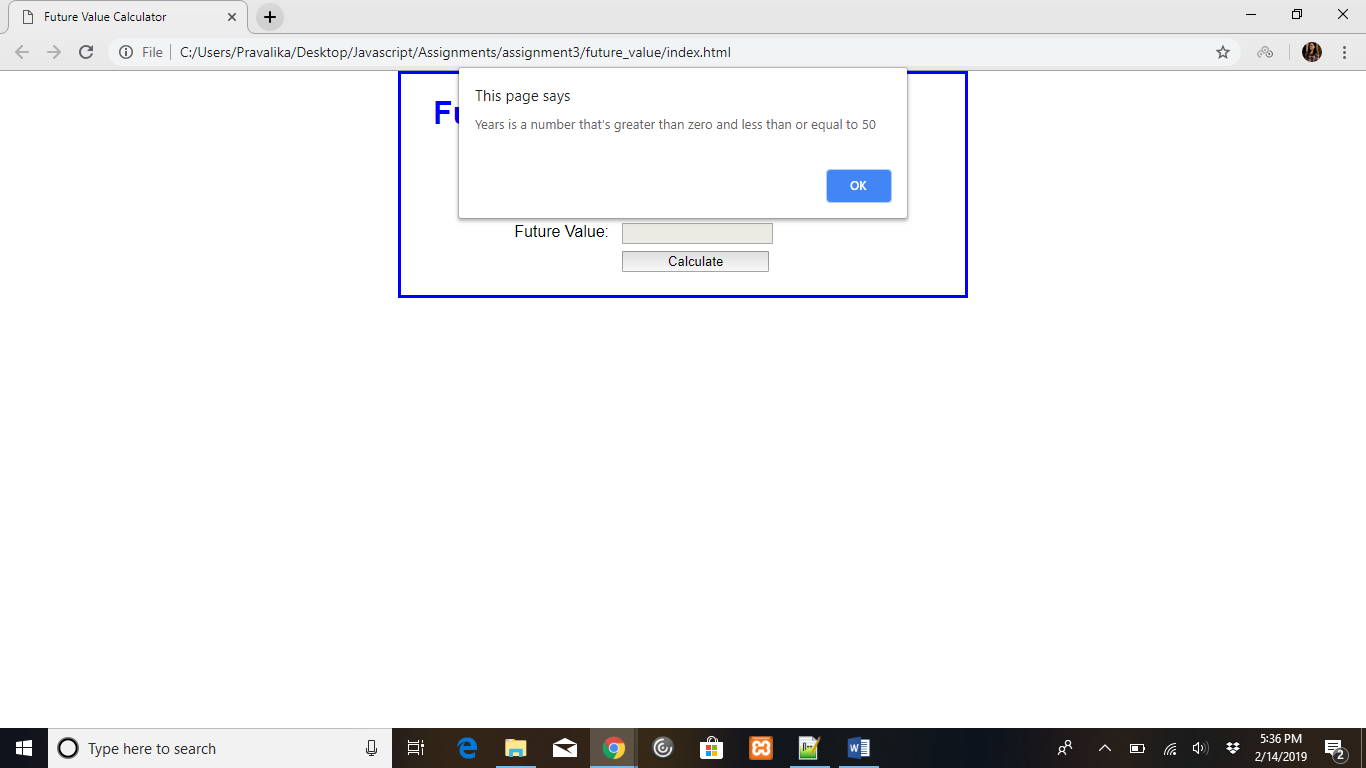 Future Value Calculator
File
C:/Users/Pravalika/Desktop/Javascript/Assignments/assignment3/future_value/index.html
This page says
Years is a number that's greater than zero and less than or equal to 50
OK
Future Value:
Calculate
Type here to search
5:36 PM
2/14/2019
2